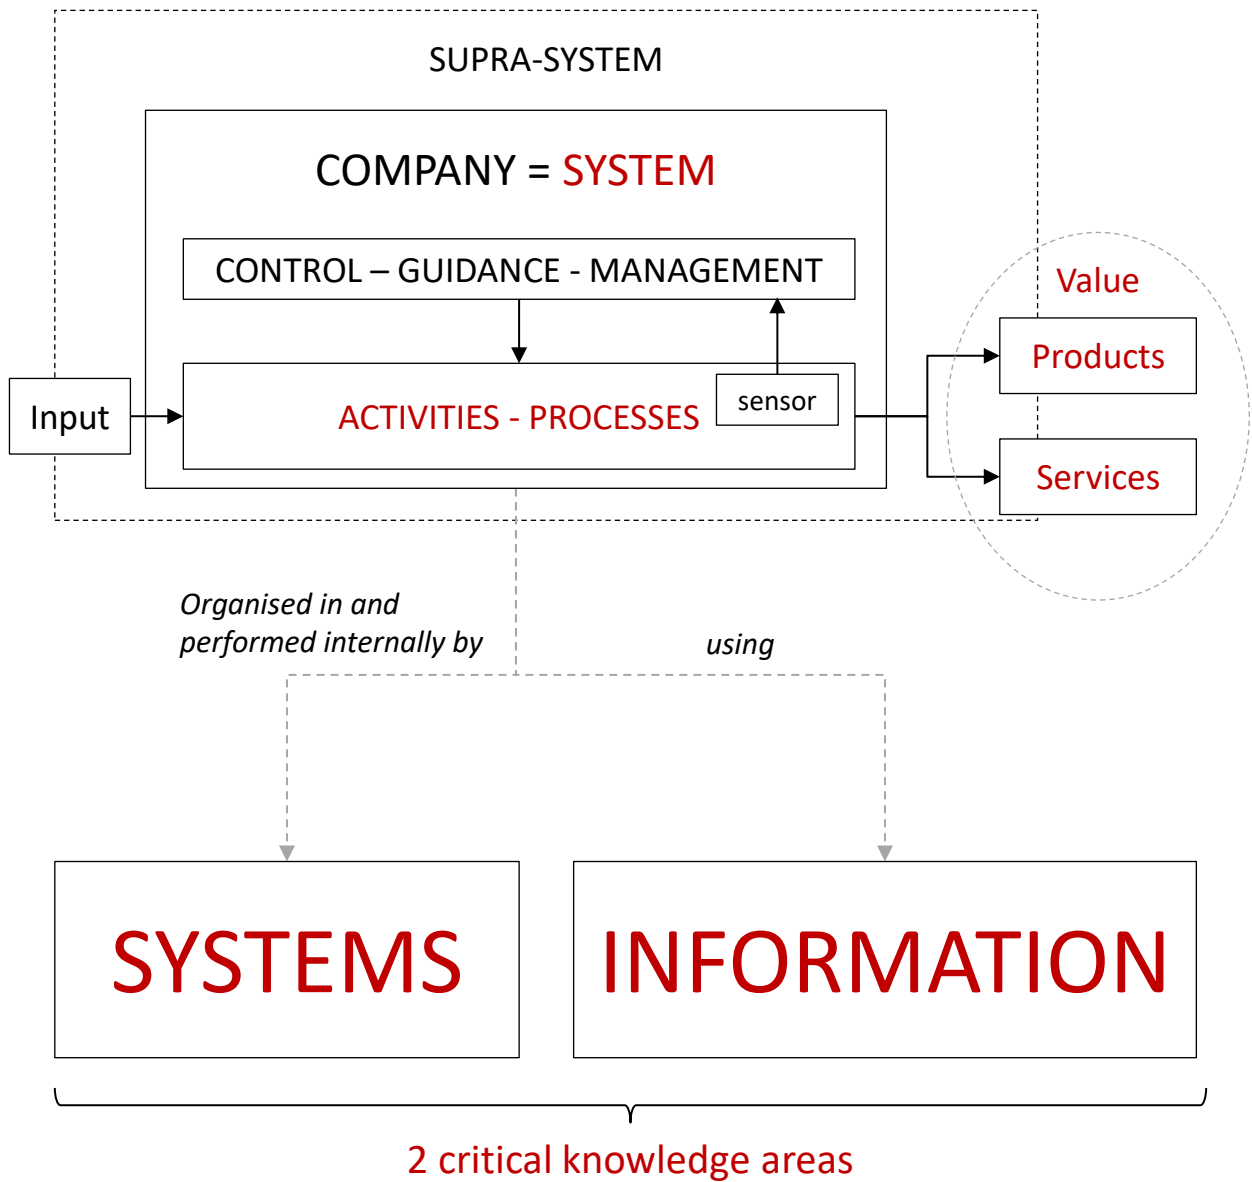 SUPRA-SYSTEM
COMPANY = SYSTEM
CONTROL – GUIDANCE - MANAGEMENT
Value
Products
sensor
Input
ACTIVITIES - PROCESSES
Services
Organised in and
performed internally by
using
SYSTEMS
INFORMATION
2 critical knowledge areas